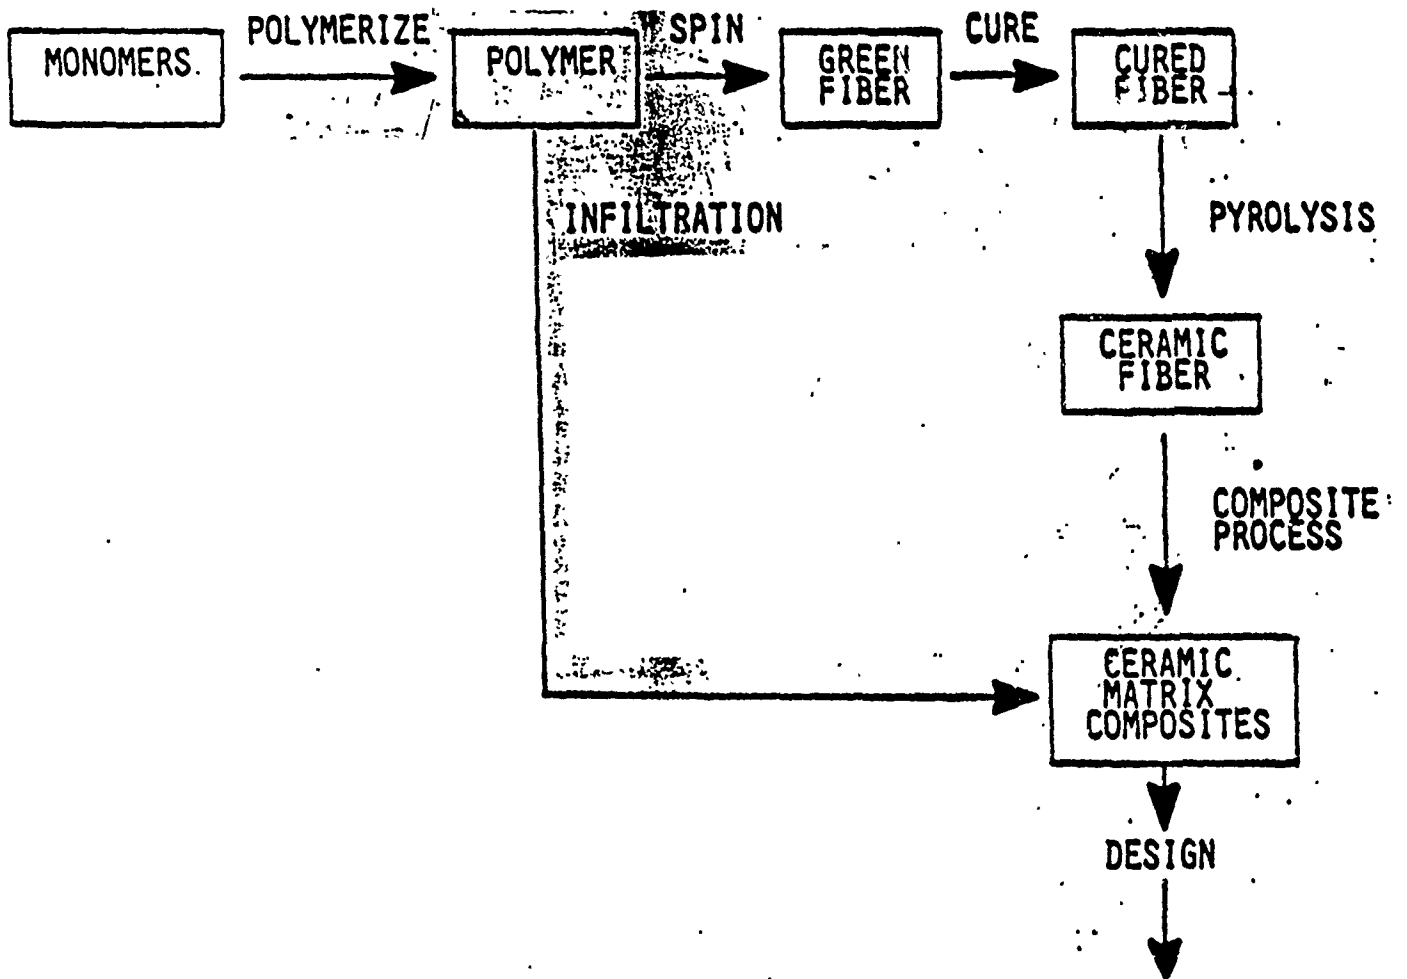 POLYMERIZE
SPIN
CURE
MONOMERS
POLYMER
GREEN
FIBER
CURED
FIBER
INFILTRATION
PYROLYSIS
CERAMIC
FIBER
COMPOSITE
PROCESS
CERAMIC
MATRIX
COMPOSITES
DESIGN